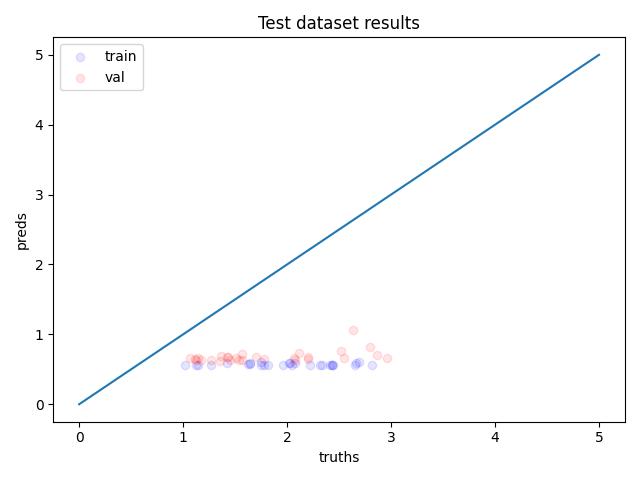 Test dataset results
train
val
5
4
3
2
1
0
preds
0 1 2 3 4 5
truths